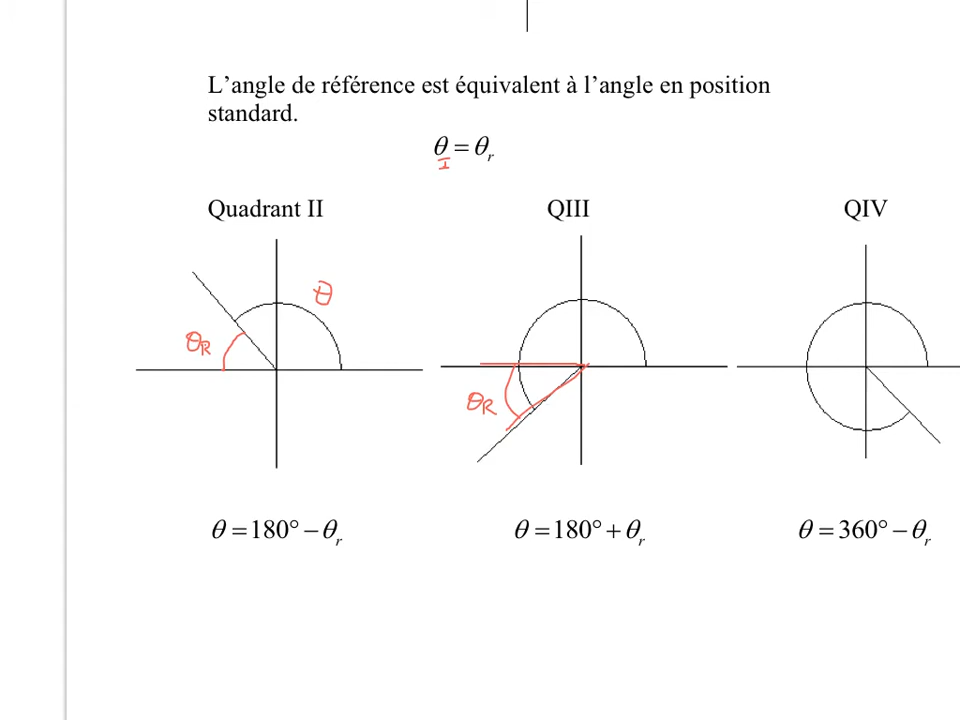 L'angle de référence est équivalent à l'angle en position
standard.
θ = θr
I
Quadrant II
QIII
QIV
θ
θR
θR
θ = 180° − θr
θ = 180° + θr
θ = 360° − θr